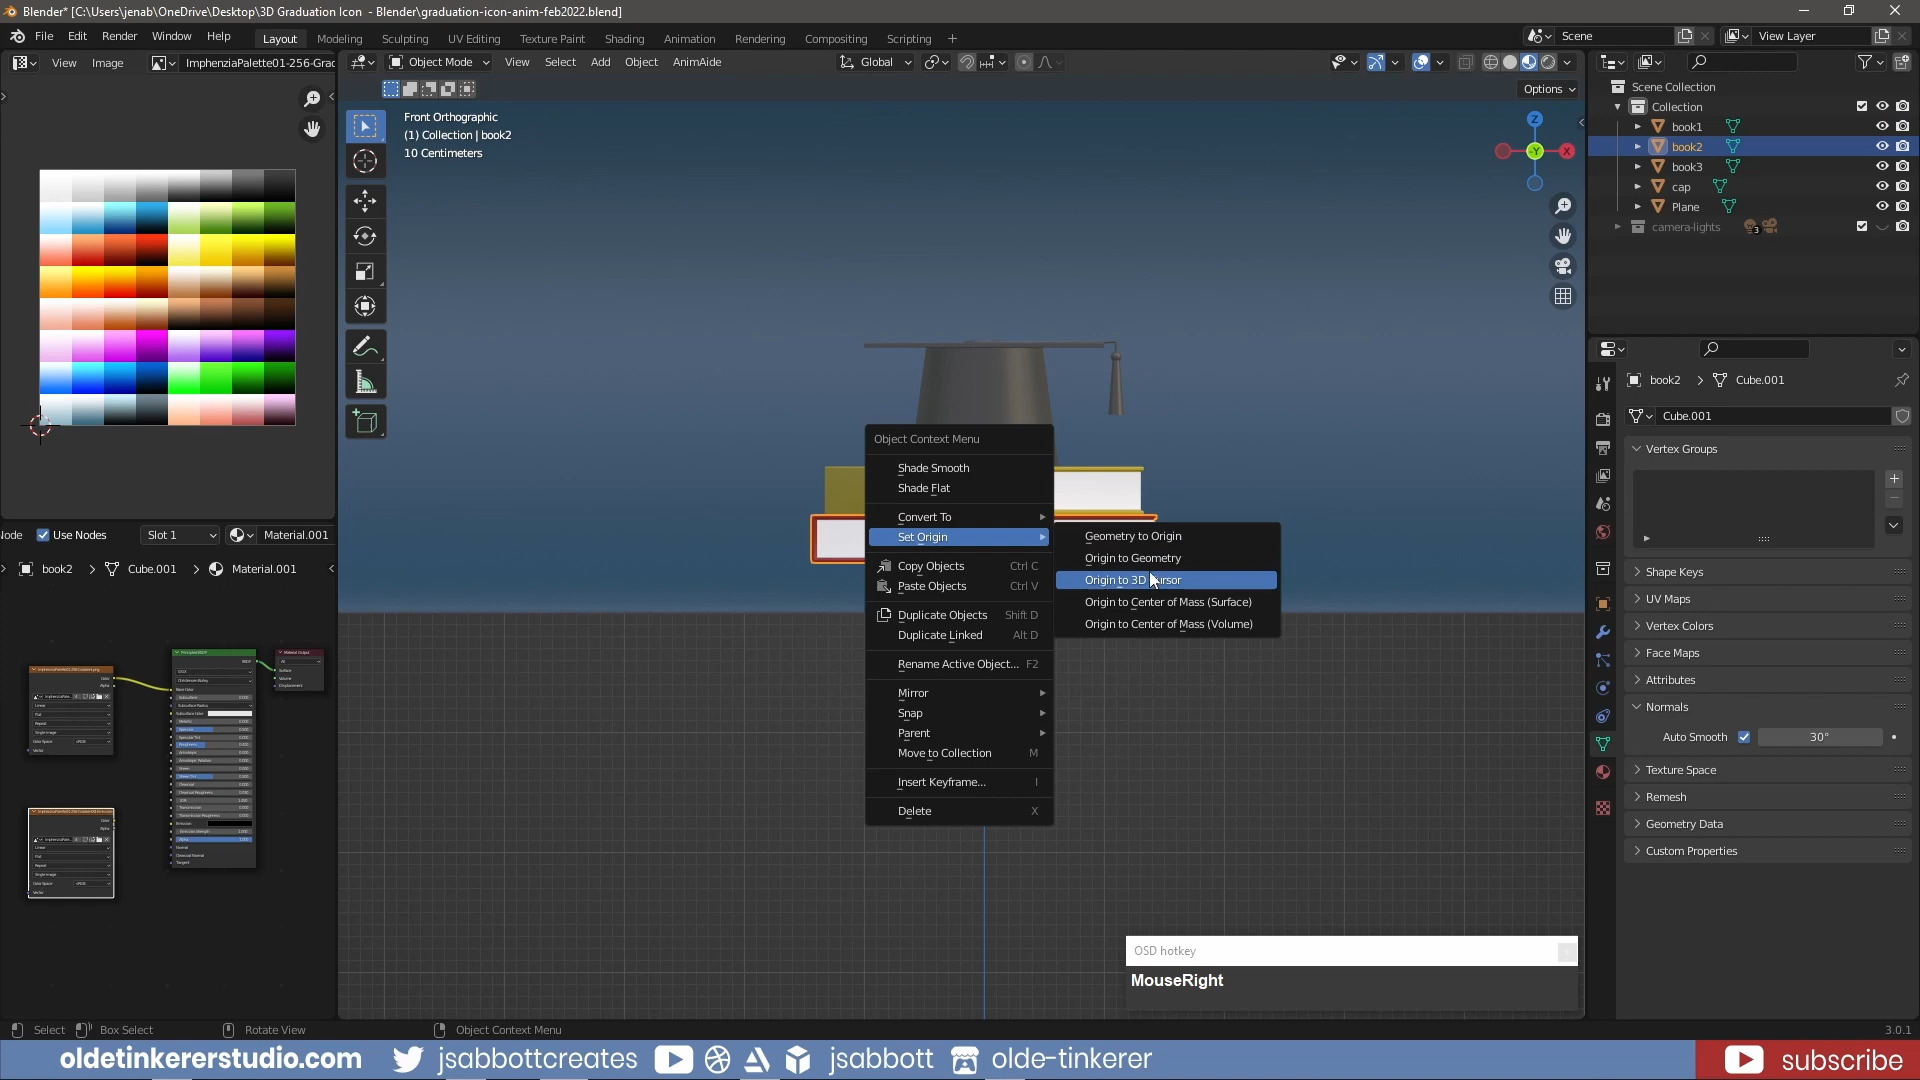 Blender* [C:\Users\jenab\OneDrive\Desktop\3D Graduation Icon - Blender\graduation-icon-anim-feb2022.blend]
File Edit Render Window Help Layout Modeling Sculpting UV Editing Texture Paint Shading Animation Rendering Compositing Scripting + Scene View Layer
View Image ImphenziaPalette01-256-Grad
Object Mode View Select Add Object AnimAide Global
Options
Front Orthographic
(1) Collection | book2
10 Centimeters
Z
-Y
X
Scene Collection
Collection
book1
book2
book3
cap
Plane
camera-lights 3
book2 > Cube.001
Cube.001
Vertex Groups
Shape Keys
UV Maps
Vertex Colors
Face Maps
Attributes
Normals
Auto Smooth 30°
Texture Space
Remesh
Geometry Data
Custom Properties
Object Context Menu
Shade Smooth
Shade Flat
Convert To
Set Origin
Copy Objects Ctrl C
Paste Objects Ctrl V
Duplicate Objects Shift D
Duplicate Linked Alt D
Rename Active Object... F2
Mirror
Snap
Parent
Move to Collection M
Insert Keyframe... I
Delete X
Geometry to Origin
Origin to Geometry
Origin to 3D Cursor
Origin to Center of Mass (Surface)
Origin to Center of Mass (Volume)
lode Use Nodes Slot 1 Material.001
book2 > Cube.001 > Material.001
OSD hotkey
MouseRight
Select Box Select Rotate View Object Context Menu 3.0.1
oldetinkererstudio.com jsabbottcreates jsabbott olde-tinkerer subscribe